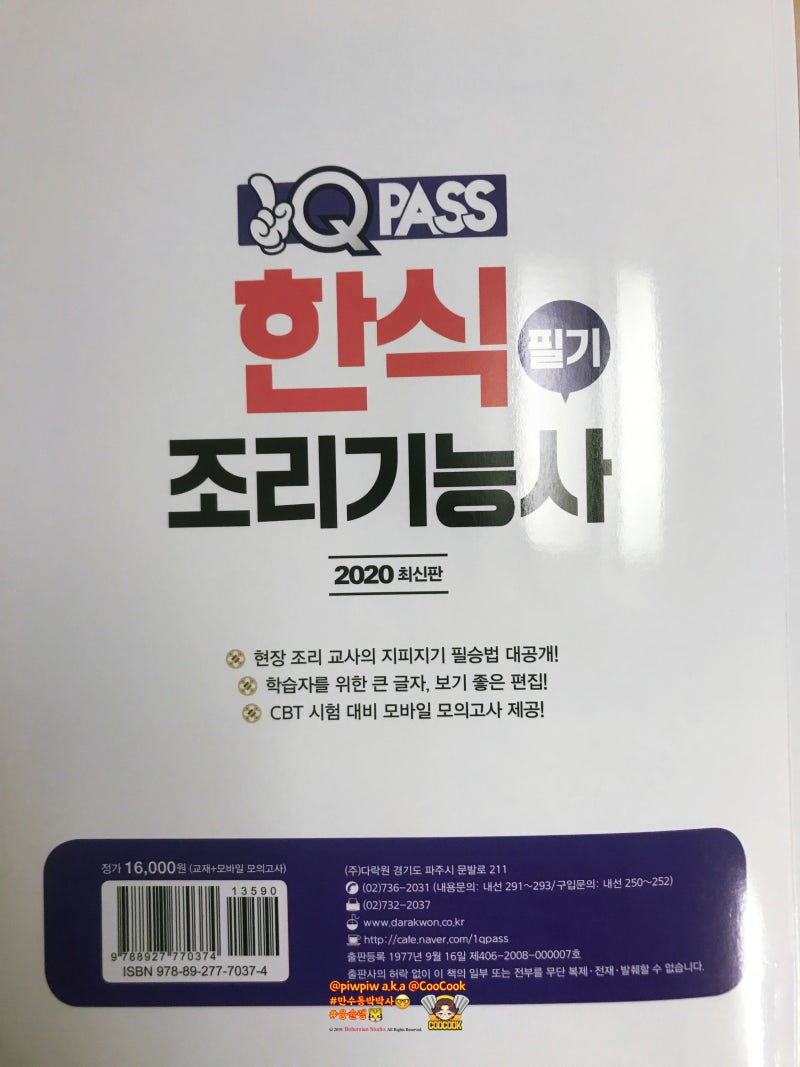 1Q PASS
한식 필기
조리기능사
2020 최신판
현장 조리 교사의 지피지기 필승법 대공개!
학습자를 위한 큰 글자, 보기 좋은 편집!
CBT 시험 대비 모바일 모의고사 제공!
정가 16,000원 (교재+모바일 모의고사)
13590
9 788927 770374
ISBN 978-89-277-7037-4
(주)다락원 경기도 파주시 문발로 211
(02)736-2031 (내용문의: 내선 291~293/구입문의: 내선 250~252)
(02)732-2037
www.darakwon.co.kr
http://cafe.naver.com/1qpass
출판등록 1977년 9월 16일 제406-2008-000007호
출판사의 허락 없이 이 책의 일부 또는 전부를 무단 복제·전재·발췌할 수 없습니다.
@piwpiw a.k.a @CooCook
#만수동박박사
COOCOOK
© 2019. Bohemian Studio All Rights Reserved.